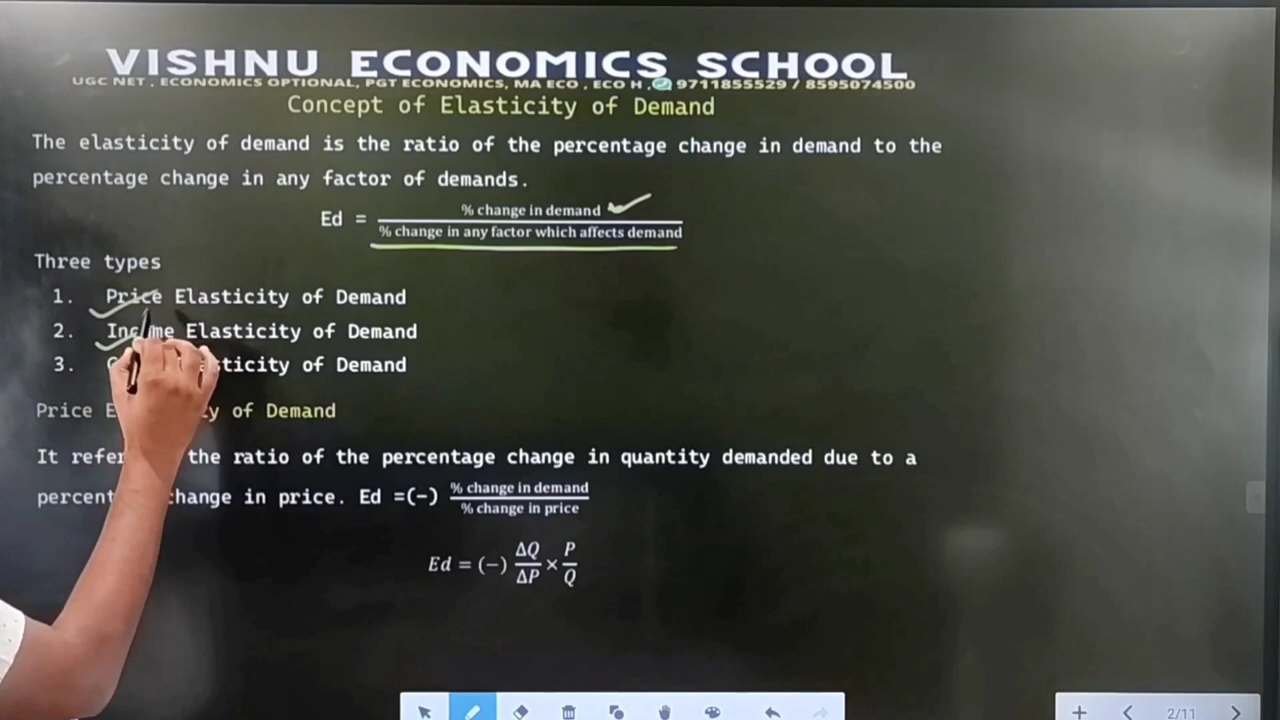 VISHNU ECONOMICS SCHOOL
UGC NET , ECONOMICS OPTIONAL, PGT ECONOMICS, MA ECO , ECO H , 9711855529 / 8595074500
Concept of Elasticity of Demand
The elasticity of demand is the ratio of the percentage change in demand to the
percentage change in any factor of demands.
Ed = % change in demand / % change in any factor which affects demand
Three types
1. Price Elasticity of Demand
2. Income Elasticity of Demand
3. of Demand
Price of Demand
It the ratio of the percentage change in quantity demanded due to a
change in price. Ed =(-) % change in demand / % change in price
Ed = (-) ΔQ/ΔP × P/Q
2/11